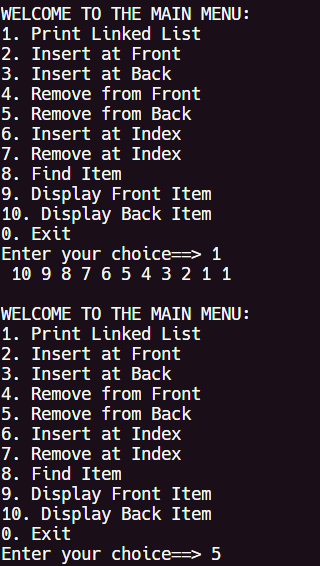 WELCOME TO THE MAIN MENU:
1. Print Linked List
2. Insert at Front
3. Insert at Back
4. Remove from Front
5. Remove from Back
6. Insert at Index
7. Remove at Index
8. Find Item
9. Display Front Item
10. Display Back Item
0. Exit
Enter your choice==> 1
 10 9 8 7 6 5 4 3 2 1 1

WELCOME TO THE MAIN MENU:
1. Print Linked List
2. Insert at Front
3. Insert at Back
4. Remove from Front
5. Remove from Back
6. Insert at Index
7. Remove at Index
8. Find Item
9. Display Front Item
10. Display Back Item
0. Exit
Enter your choice==> 5